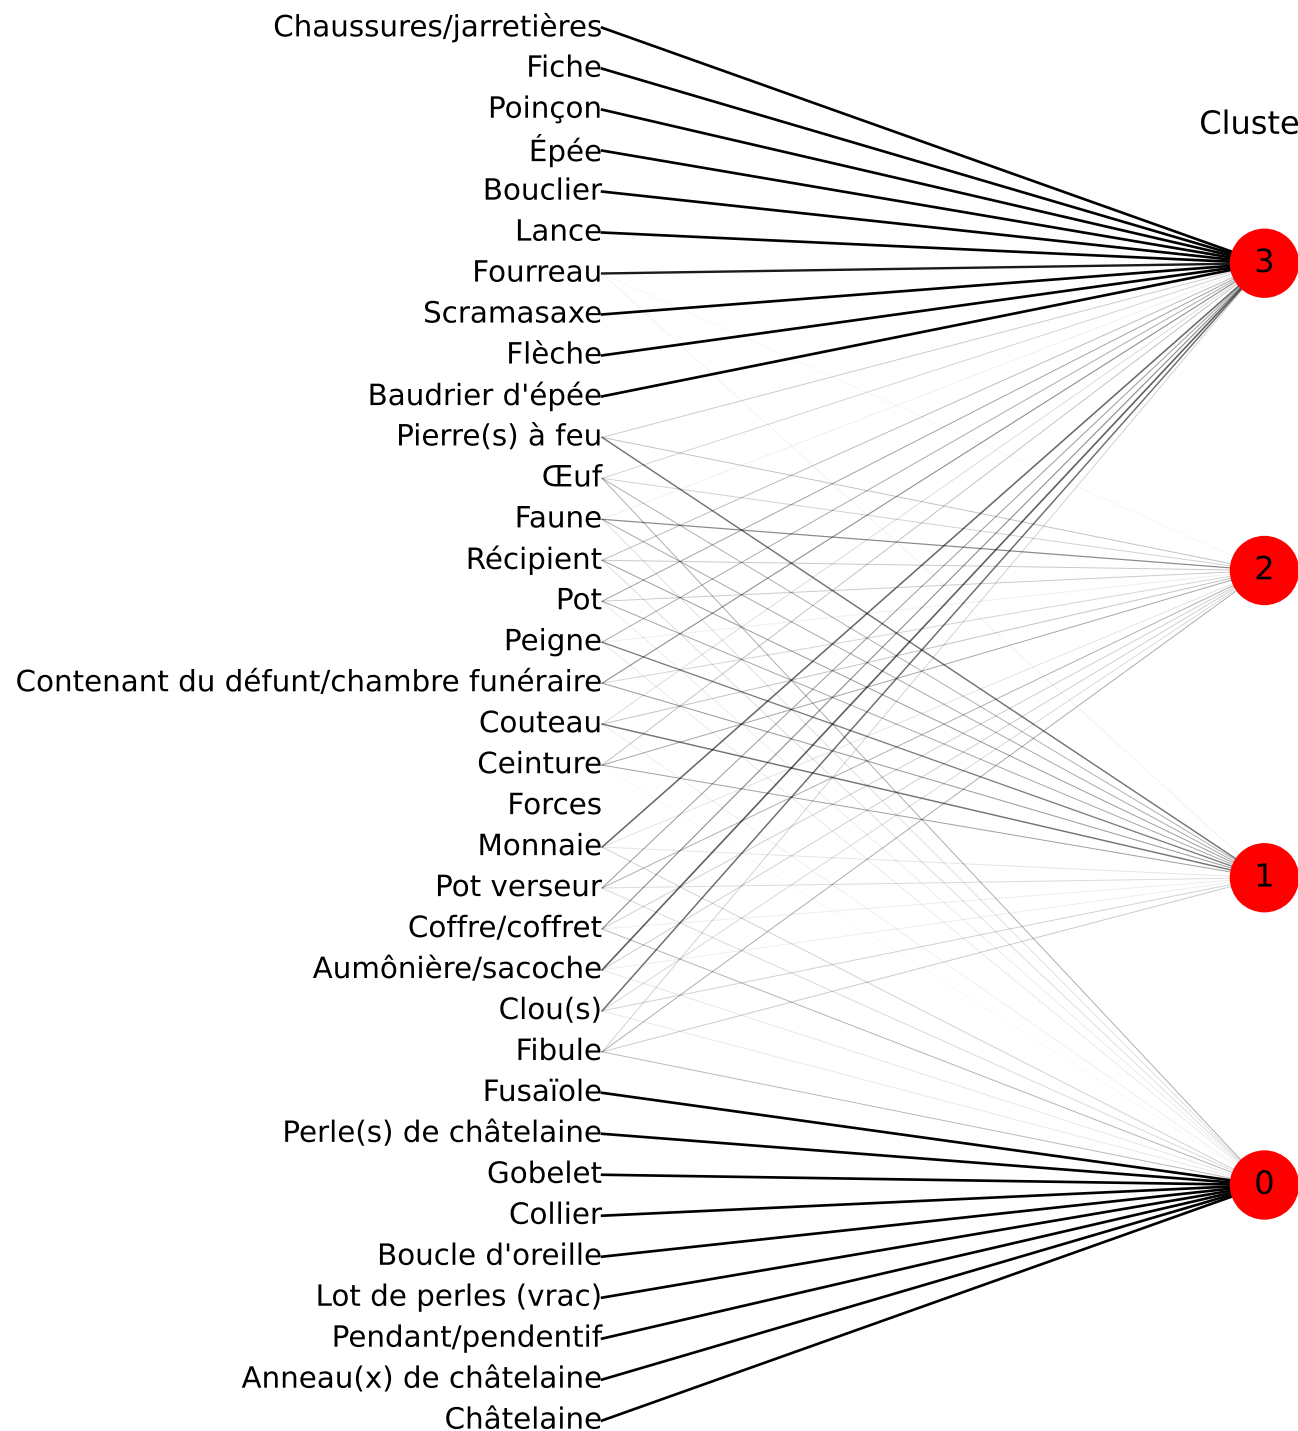 Chaussures/jarretières
Fiche
Poinçon
Cluste
Épée
Bouclier
Lance
Fourreau
3
Scramasaxe
Flèche
Baudrier d'épée
Pierre(s) à feu
Œuf
Faune
Récipient
2
Pot
Peigne
Contenant du défunt/chambre funéraire
Couteau
Ceinture
Forces
Monnaie
Pot verseur
1
Coffre/coffret
Aumônière/sacoche
Clou(s)
Fibule
Fusaïole
Perle(s) de châtelaine
Gobelet
0
Collier
Boucle d'oreille
Lot de perles (vrac)
Pendant/pendentif
Anneau(x) de châtelaine
Châtelaine